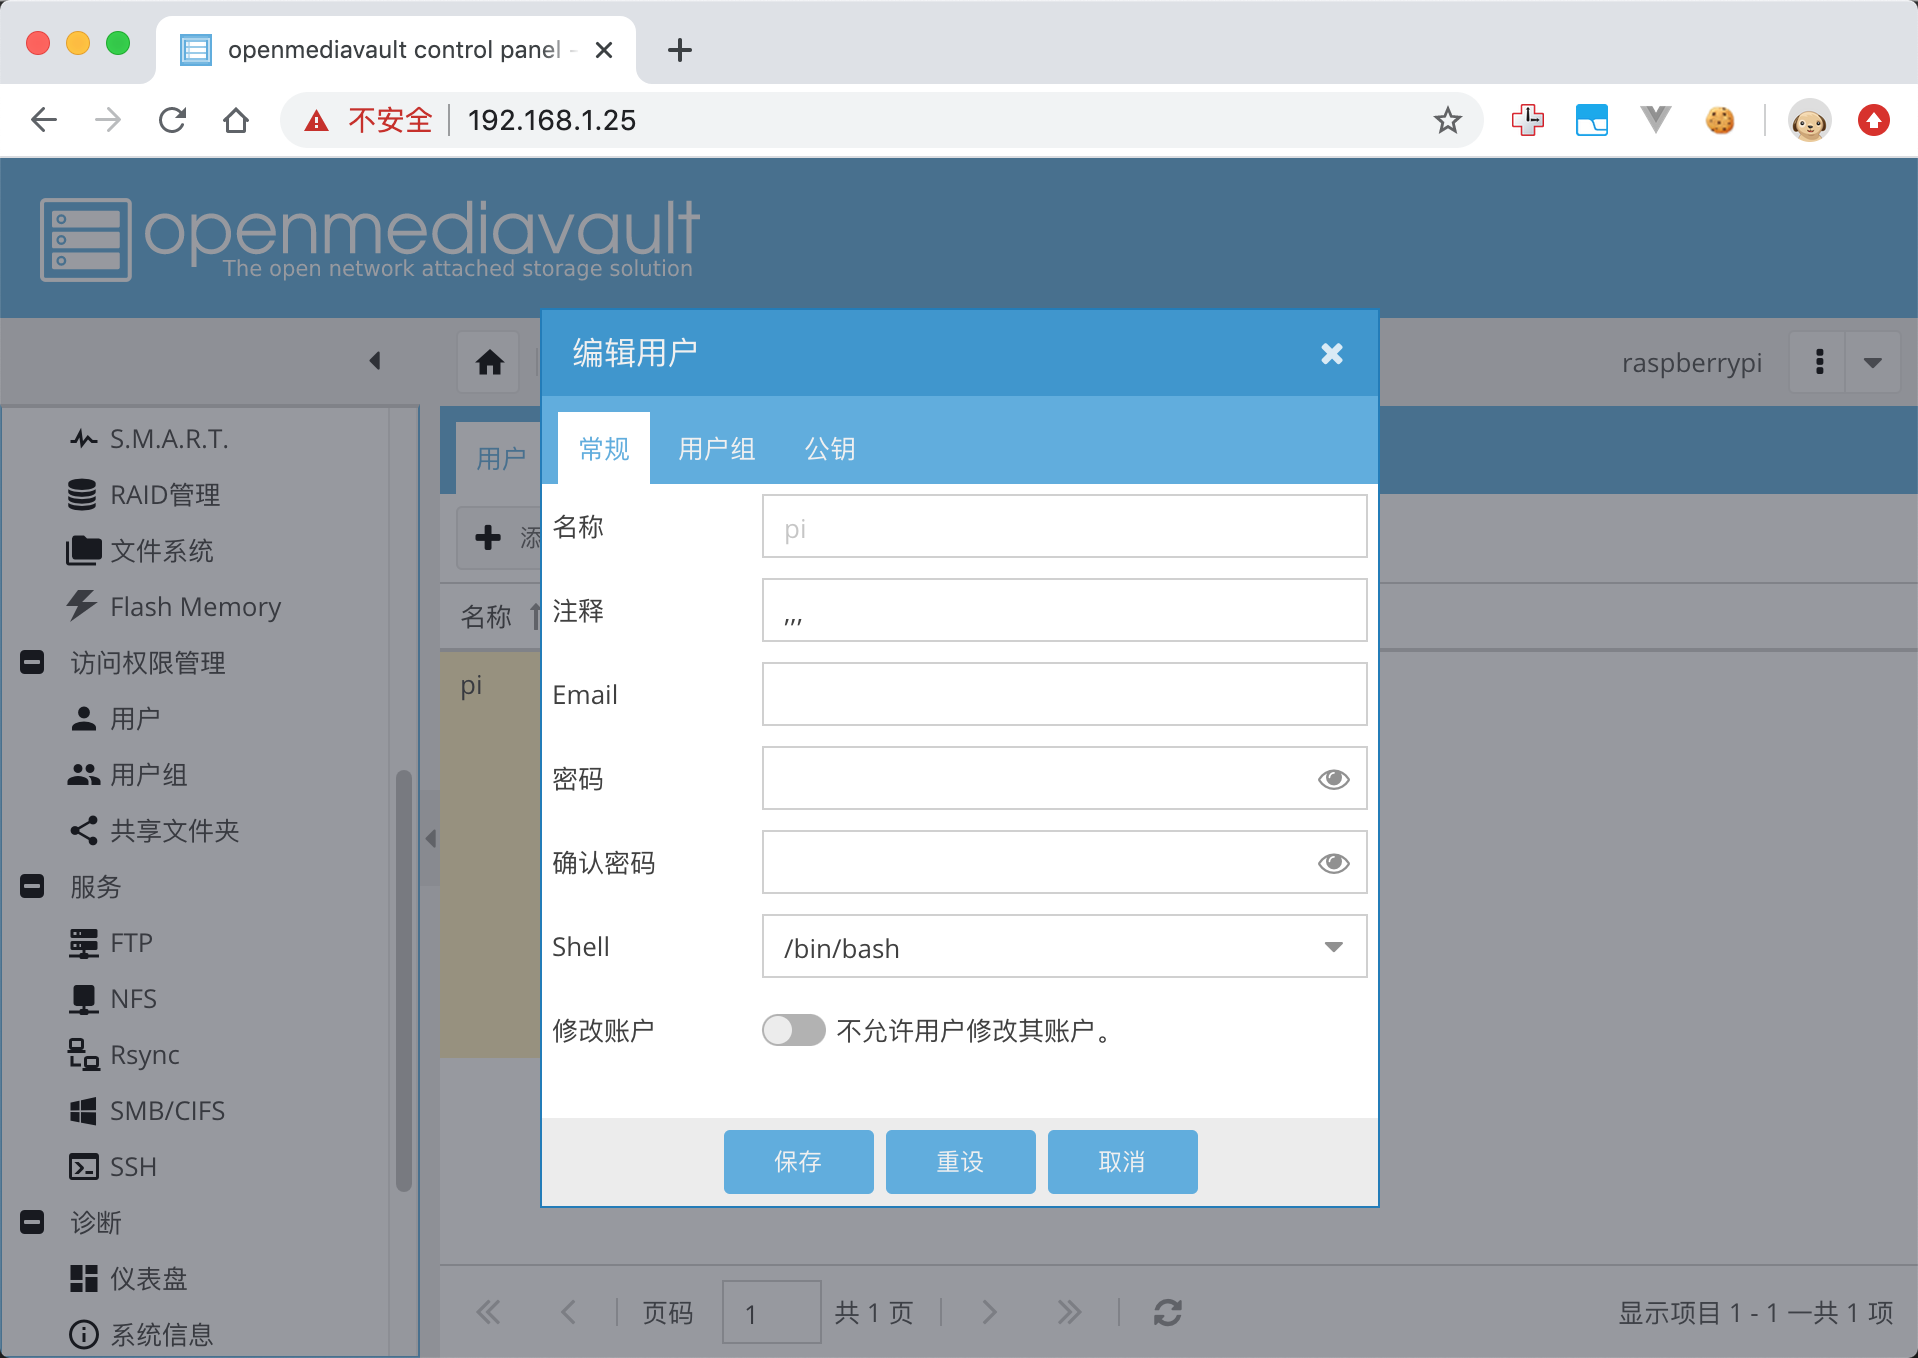 openmediavault control panel -
不安全 192.168.1.25
openmediavault
The open network attached storage solution
raspberrypi
S.M.A.R.T.
RAID管理
文件系统
Flash Memory
访问权限管理
用户
用户组
共享文件夹
服务
FTP
NFS
Rsync
SMB/CIFS
SSH
诊断
仪表盘
系统信息
用户
添
名称
pi
编辑用户
常规 用户组 公钥
名称 pi
注释 ,,,
Email
密码
确认密码
Shell /bin/bash
修改账户 不允许用户修改其账户。
保存 重设 取消
页码 1 共 1 页
显示项目 1 - 1 一共 1 项